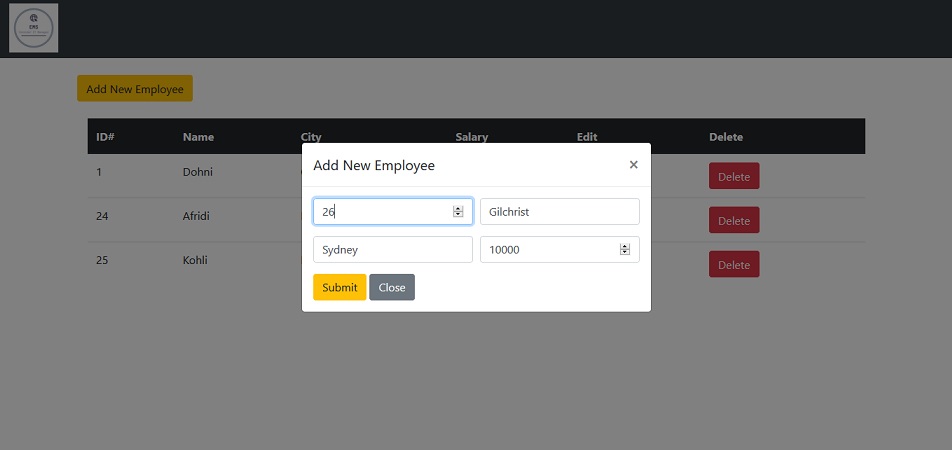 Add New Employee
ID# Name City Salary Edit Delete
Add New Employee ×
1 Dohni Delete
26 Gilchrist
24 Afridi Delete
Sydney 10000
25 Kohli Delete
Submit Close